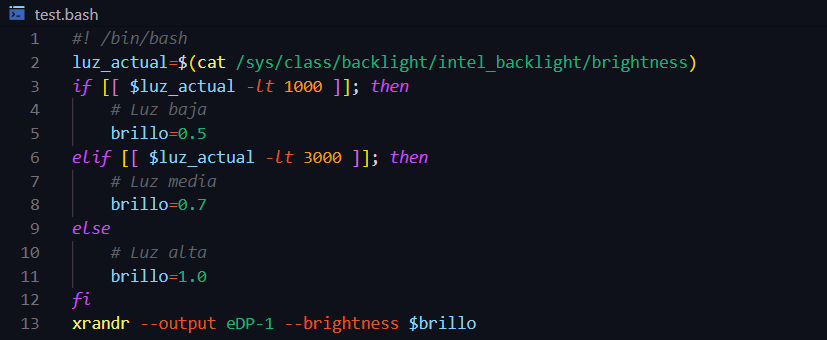 test.bash
1 #! /bin/bash
2 luz_actual=$(cat /sys/class/backlight/intel_backlight/brightness)
3 if [[ $luz_actual -lt 1000 ]]; then
4     # Luz baja
5     brillo=0.5
6 elif [[ $luz_actual -lt 3000 ]]; then
7     # Luz media
8     brillo=0.7
9 else
10     # Luz alta
11     brillo=1.0
12 fi
13 xrandr --output eDP-1 --brightness $brillo